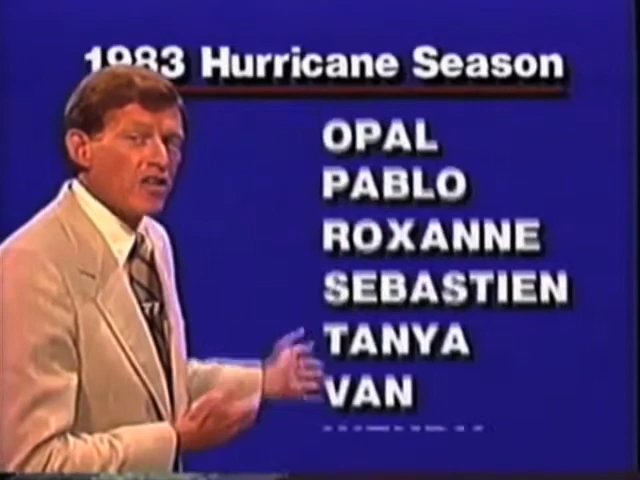 1983 Hurricane Season
OPAL
PABLO
ROXANNE
SEBASTIEN
TANYA
VAN